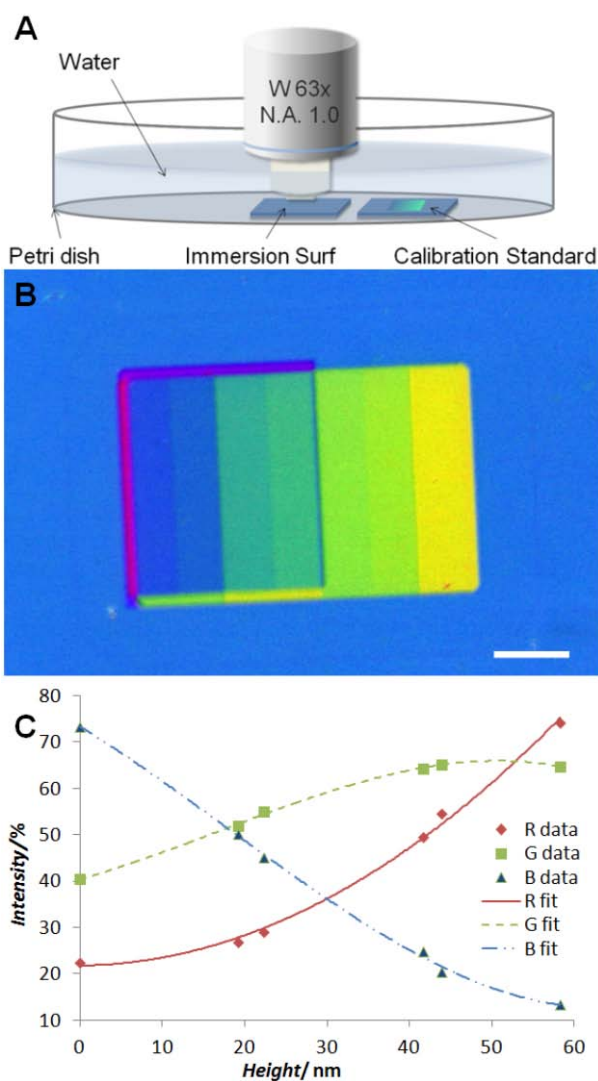 A
Water
W 63x
N.A. 1.0
Petri dish Immersion Surf Calibration Standard
B
C
80
70
60
50
40
30
20
10
Intensity/%
R data
G data
B data
R fit
G fit
B fit
0 10 20 30 40 50 60
Height/ nm